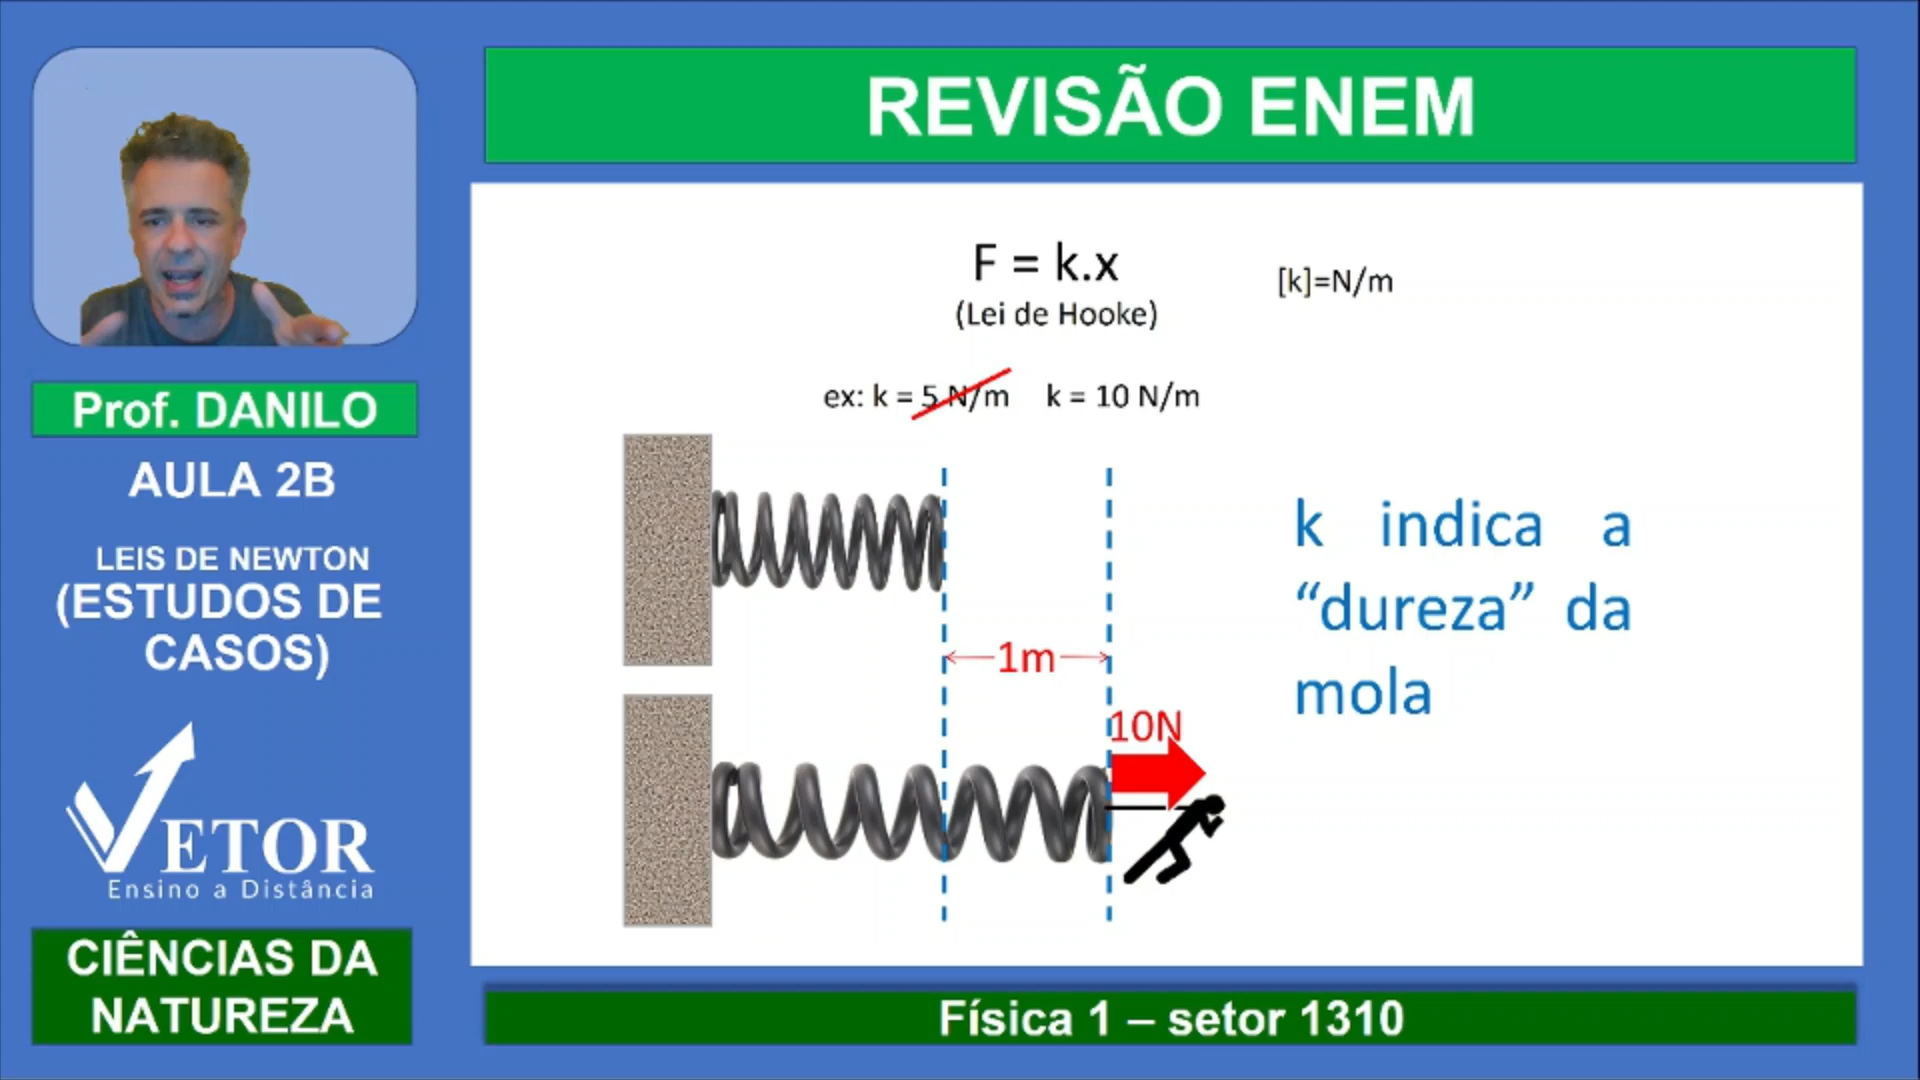 REVISÃO ENEM
F = k.x
(Lei de Hooke)
[k]=N/m
ex: k = 5 N/m k = 10 N/m
1m
10N
k indica a
“dureza” da
mola
Prof. DANILO
AULA 2B
LEIS DE NEWTON
(ESTUDOS DE
CASOS)
VETOR
Ensino a Distância
CIÊNCIAS DA
NATUREZA
Física 1 – setor 1310